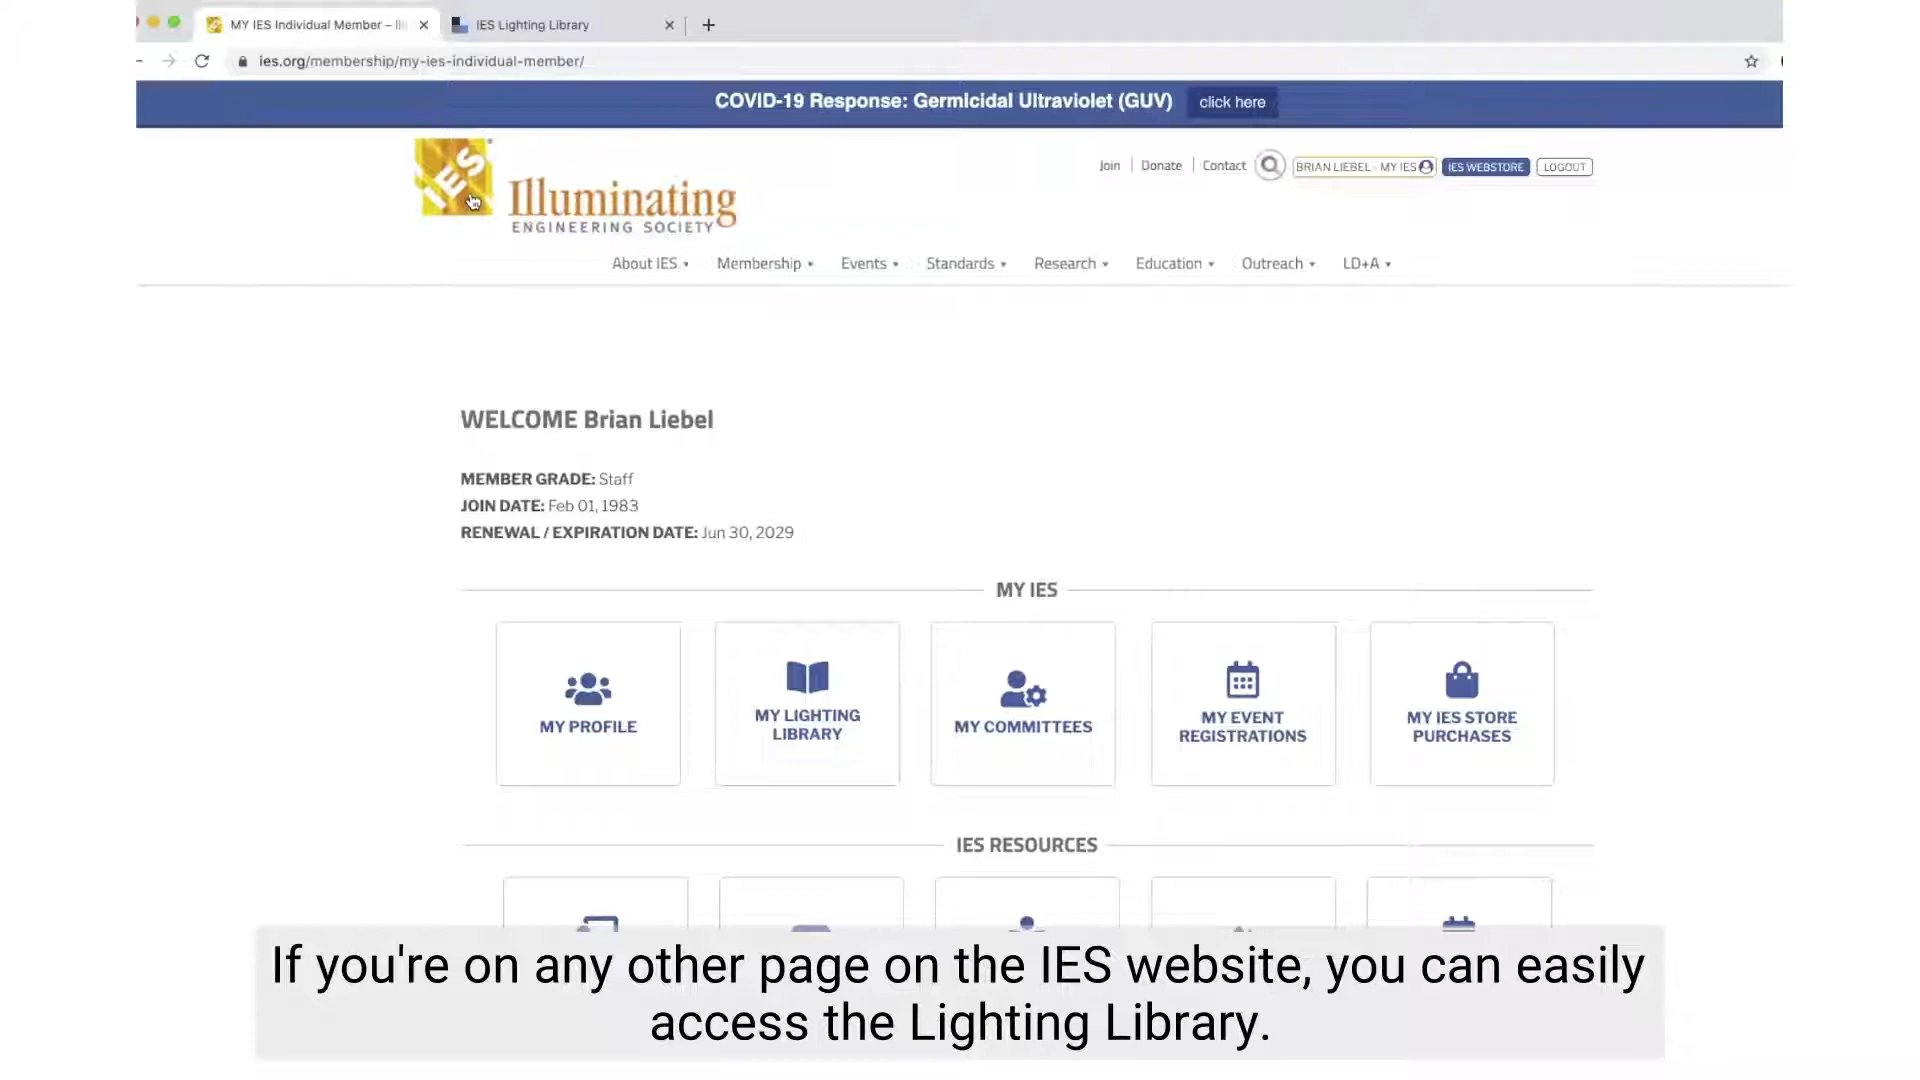 MY IES Individual Member – Ill
IES Lighting Library
ies.org/membership/my-ies-individual-member/
COVID-19 Response: Germicidal Ultraviolet (GUV) click here
IES
Illuminating
ENGINEERING SOCIETY
Join Donate Contact BRIAN LIEBEL - MY IES IES WEBSTORE LOGOUT
About IES Membership Events Standards Research Education Outreach LD+A
WELCOME Brian Liebel
MEMBER GRADE: Staff
JOIN DATE: Feb 01, 1983
RENEWAL / EXPIRATION DATE: Jun 30, 2029
MY IES
MY PROFILE
MY LIGHTING
LIBRARY
MY COMMITTEES
MY EVENT
REGISTRATIONS
MY IES STORE
PURCHASES
IES RESOURCES
If you're on any other page on the IES website, you can easily
access the Lighting Library.